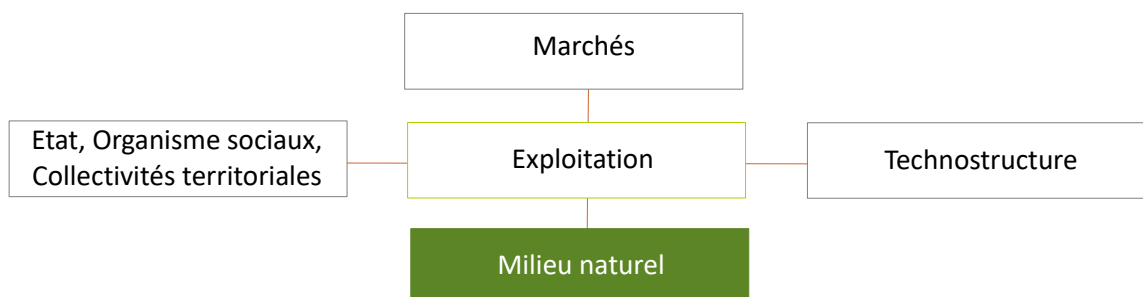 Marchés
Etat, Organisme sociaux,
Collectivités territoriales
Exploitation
Technostructure
Milieu naturel